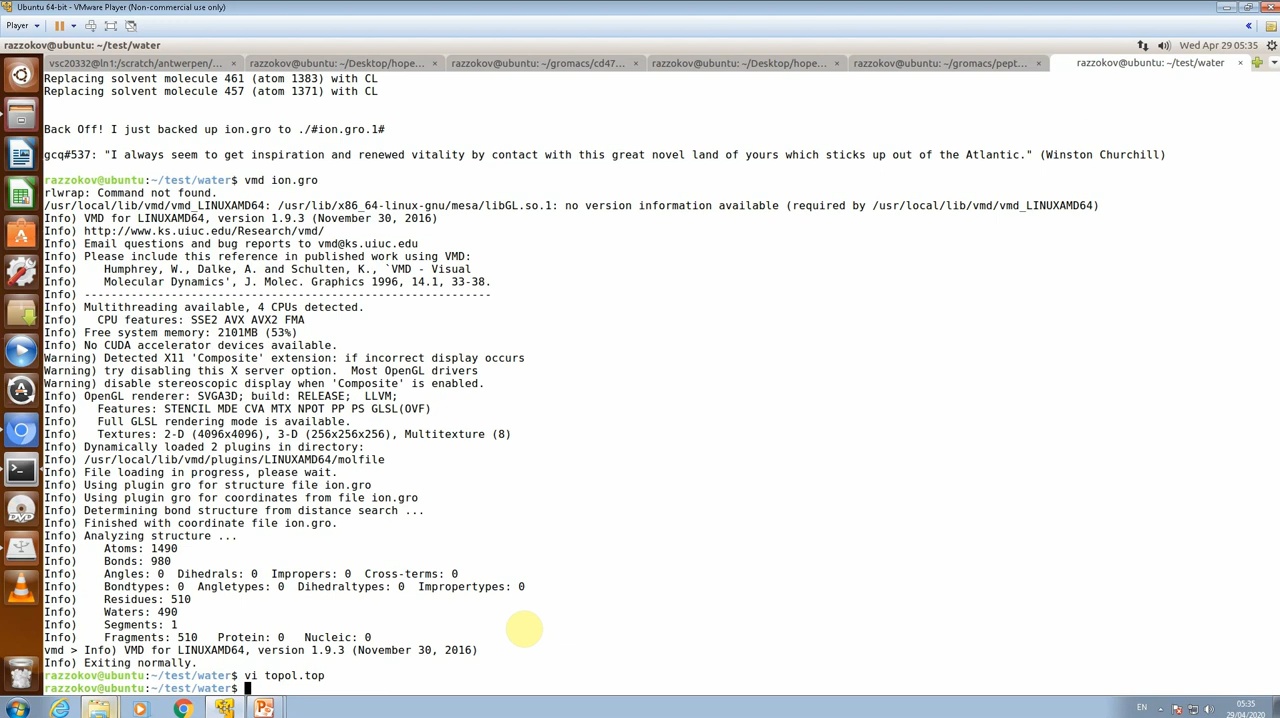 Ubuntu 64-bit - VMware Player (Non-commercial use only)
Player
razzokov@ubuntu: ~/test/water
Wed Apr 29 05:35
vsc20332@ln1:/scratch/antwerpen/...
razzokov@ubuntu: ~/Desktop/hope...
razzokov@ubuntu: ~/gromacs/cd47...
razzokov@ubuntu: ~/Desktop/hope...
razzokov@ubuntu: ~/gromacs/pept...
razzokov@ubuntu: ~/test/water
Replacing solvent molecule 461 (atom 1383) with CL
Replacing solvent molecule 457 (atom 1371) with CL
Back Off! I just backed up ion.gro to ./#ion.gro.1#
gcq#537: "I always seem to get inspiration and renewed vitality by contact with this great novel land of yours which sticks up out of the Atlantic." (Winston Churchill)
razzokov@ubuntu:~/test/water$ vmd ion.gro
rlwrap: Command not found.
/usr/local/lib/vmd/vmd_LINUXAMD64: /usr/lib/x86_64-linux-gnu/mesa/libGL.so.1: no version information available (required by /usr/local/lib/vmd/vmd_LINUXAMD64)
Info) VMD for LINUXAMD64, version 1.9.3 (November 30, 2016)
Info) http://www.ks.uiuc.edu/Research/vmd/
Info) Email questions and bug reports to vmd@ks.uiuc.edu
Info) Please include this reference in published work using VMD:
Info)    Humphrey, W., Dalke, A. and Schulten, K., `VMD - Visual
Info)    Molecular Dynamics', J. Molec. Graphics 1996, 14.1, 33-38.
Info) -------------------------------------------------------------
Info) Multithreading available, 4 CPUs detected.
Info)   CPU features: SSE2 AVX AVX2 FMA
Info) Free system memory: 2101MB (53%)
Info) No CUDA accelerator devices available.
Warning) Detected X11 'Composite' extension: if incorrect display occurs
Warning) try disabling this X server option.  Most OpenGL drivers
Warning) disable stereoscopic display when 'Composite' is enabled.
Info) OpenGL renderer: SVGA3D; build: RELEASE;  LLVM;
Info)   Features: STENCIL MDE CVA MTX NPOT PP PS GLSL(OVF)
Info)   Full GLSL rendering mode is available.
Info)   Textures: 2-D (4096x4096), 3-D (256x256x256), Multitexture (8)
Info) Dynamically loaded 2 plugins in directory:
Info) /usr/local/lib/vmd/plugins/LINUXAMD64/molfile
Info) File loading in progress, please wait.
Info) Using plugin gro for structure file ion.gro
Info) Using plugin gro for coordinates from file ion.gro
Info) Determining bond structure from distance search ...
Info) Finished with coordinate file ion.gro.
Info) Analyzing structure ...
Info)    Atoms: 1490
Info)    Bonds: 980
Info)    Angles: 0  Dihedrals: 0  Impropers: 0  Cross-terms: 0
Info)    Bondtypes: 0  Angletypes: 0  Dihedraltypes: 0  Impropertypes: 0
Info)    Residues: 510
Info)    Waters: 490
Info)    Segments: 1
Info)    Fragments: 510   Protein: 0   Nucleic: 0
vmd > Info) VMD for LINUXAMD64, version 1.9.3 (November 30, 2016)
Info) Exiting normally.
razzokov@ubuntu:~/test/water$ vi topol.top
razzokov@ubuntu:~/test/water$
EN
05:35
29/04/2020